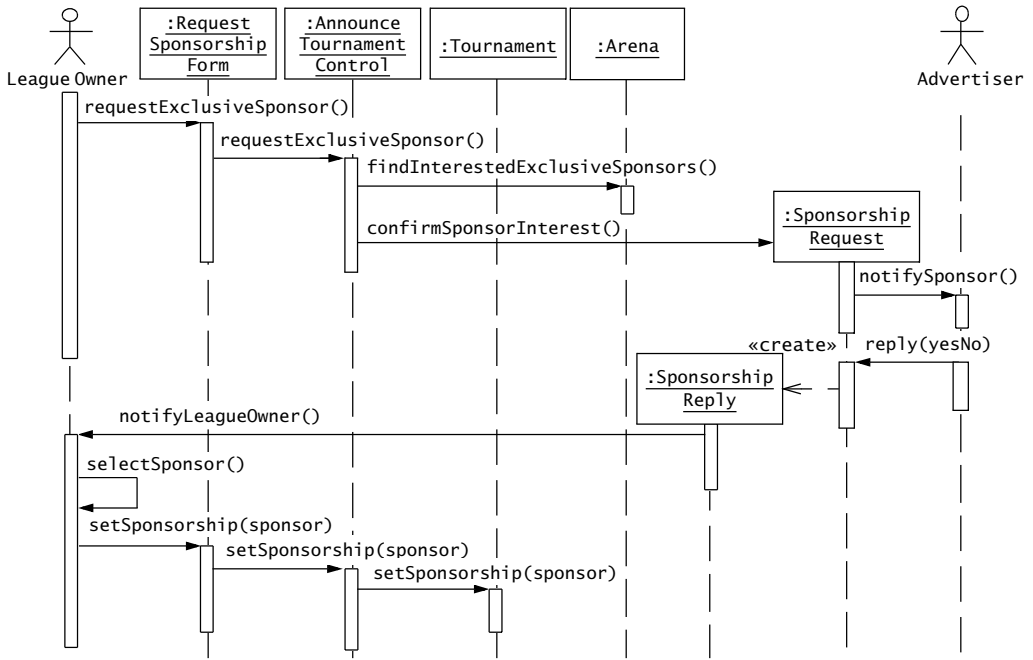 :Request
Sponsorship
Form
:Announce
Tournament
Control
:Tournament
:Arena
League Owner
Advertiser
requestExclusiveSponsor()
requestExclusiveSponsor()
findInterestedExclusiveSponsors()
:Sponsorship
Request
confirmSponsorInterest()
notifySponsor()
«create»
reply(yesNo)
:Sponsorship
Reply
notifyLeagueOwner()
selectSponsor()
setSponsorship(sponsor)
setSponsorship(sponsor)
setSponsorship(sponsor)